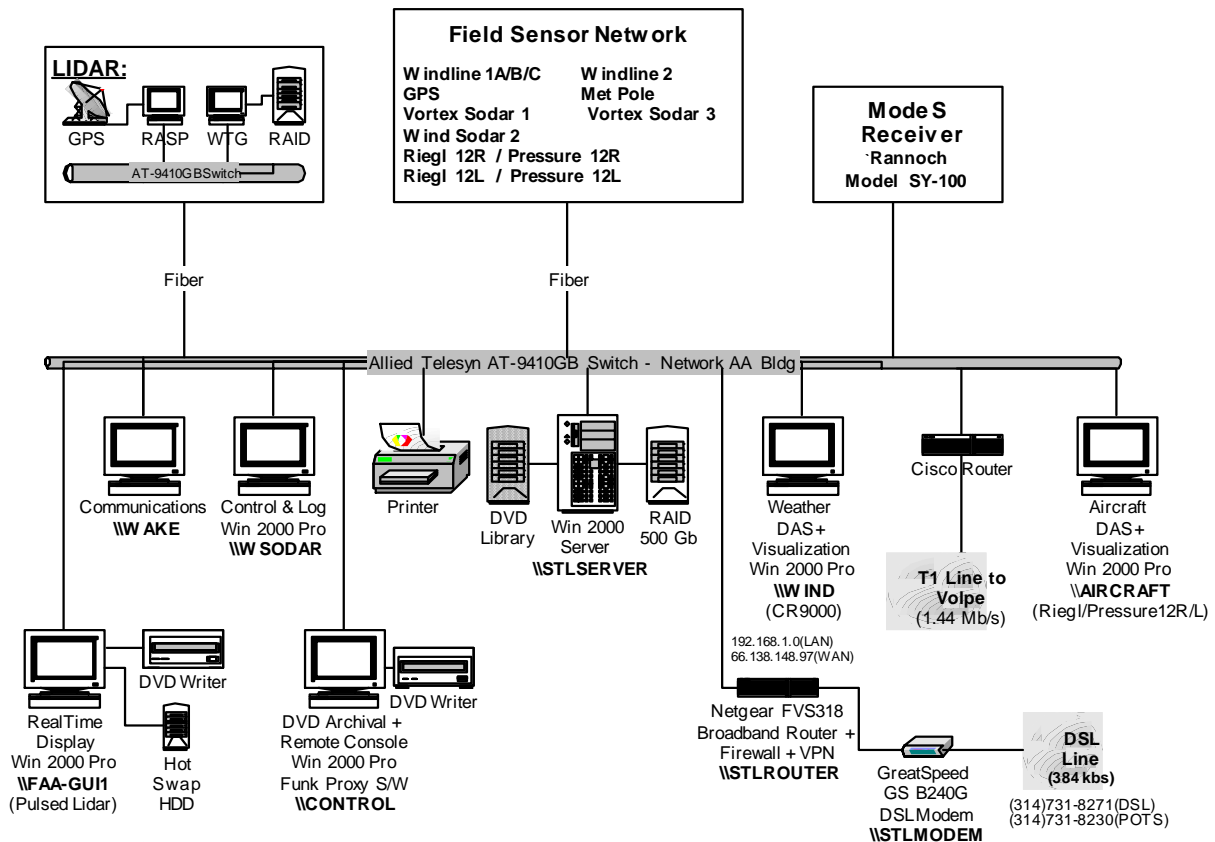 LIDAR:
GPS
RASP
WTG
RAID
AT-9410GBSwitch
Field Sensor Network
Windline 1A/B/C
Windline 2
GPS
Met Pole
Vortex Sodar 1
Vortex Sodar 3
Wind Sodar 2
Riegl 12R / Pressure 12R
Riegl 12L / Pressure 12L
Mode S
Receiver
`Rannoch
Model SY-100
Fiber
Fiber
Allied Telesyn AT-9410GB Switch - Network AA Bldg
Communications
\\WAKE
Control & Log
Win 2000 Pro
\\WSODAR
Printer
DVD
Library
Win 2000
Server
\\STLSERVER
RAID
500 Gb
Weather
DAS+
Visualization
Win 2000 Pro
\\WIND
(CR9000)
Cisco Router
T1 Line to
Volpe
(1.44 Mb/s)
Aircraft
DAS+
Visualization
Win 2000 Pro
\\AIRCRAFT
(Riegl/Pressure12R/L)
RealTime
Display
Win 2000 Pro
\\FAA-GUI1
(Pulsed Lidar)
DVD Writer
Hot
Swap
HDD
DVD Archival +
Remote Console
Win 2000 Pro
Funk Proxy S/W
\\CONTROL
DVD Writer
192.168.1.0(LAN)
66.138.148.97(WAN)
Netgear FVS318
Broadband Router +
Firewall + VPN
\\STLROUTER
GreatSpeed
GS B240G
DSLModem
\\STLMODEM
DSL
Line
(384 kbs)
(314)731-8271(DSL)
(314)731-8230(POTS)